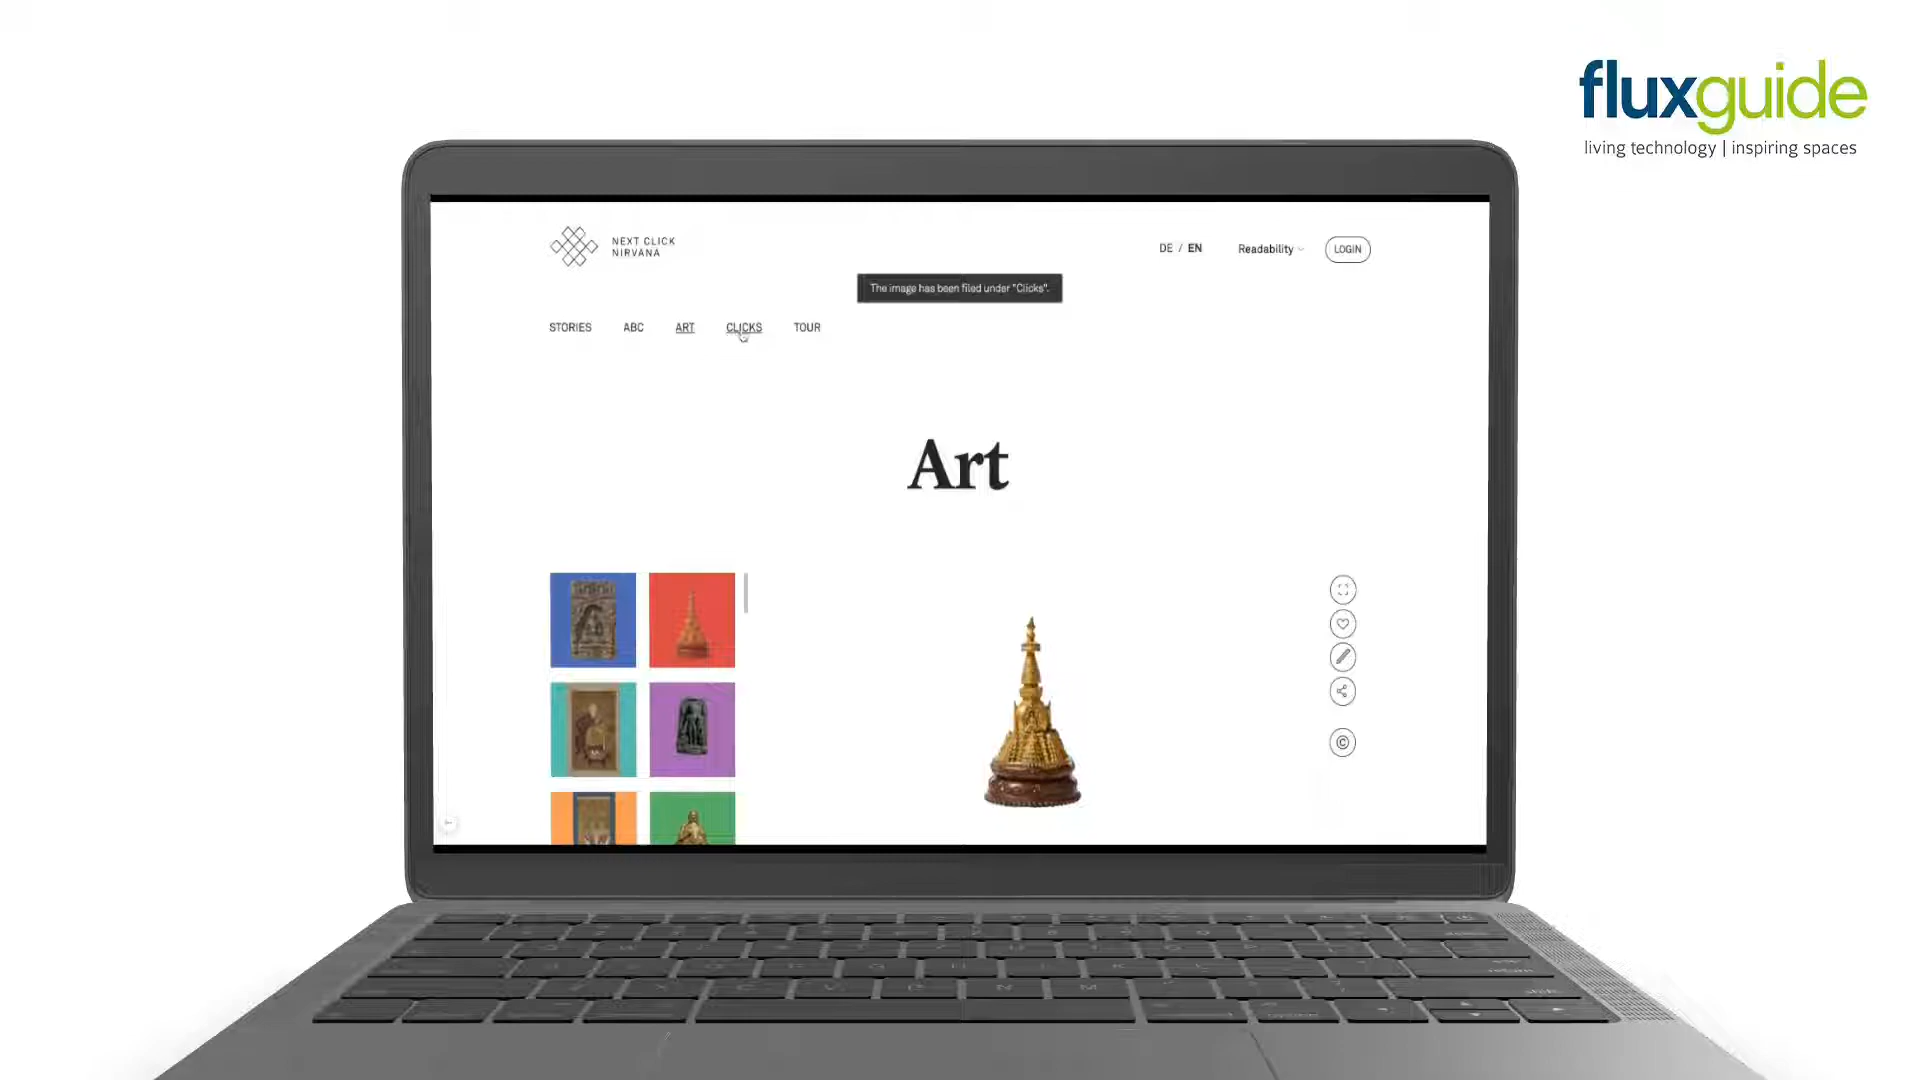 fluxguide
living technology | inspiring spaces
NEXT CLICK
NIRVANA
DE / EN
Readability
LOGIN
The image has been filed under "Clicks".
STORIES
ABC
ART
CLICKS
TOUR
Art
©